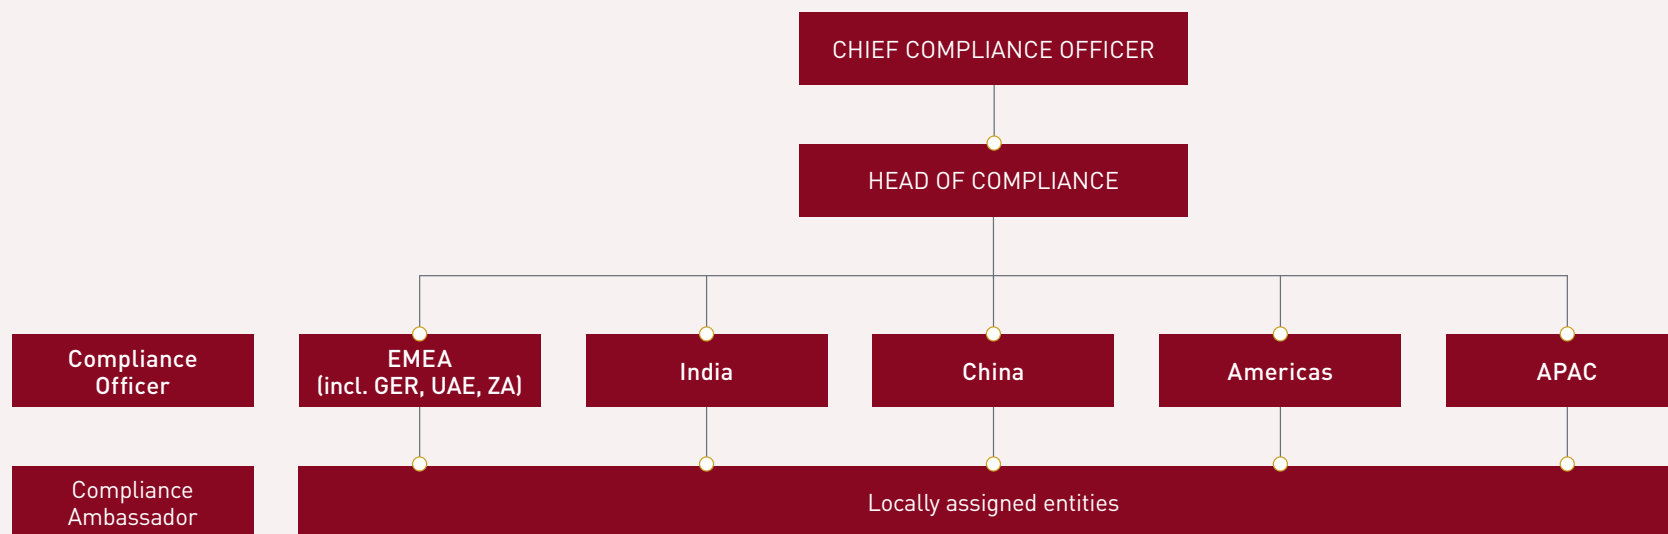 CHIEF COMPLIANCE OFFICER
HEAD OF COMPLIANCE
Compliance
Officer
EMEA
(incl. GER, UAE, ZA)
India
China
Americas
APAC
Compliance
Ambassador
Locally assigned entities